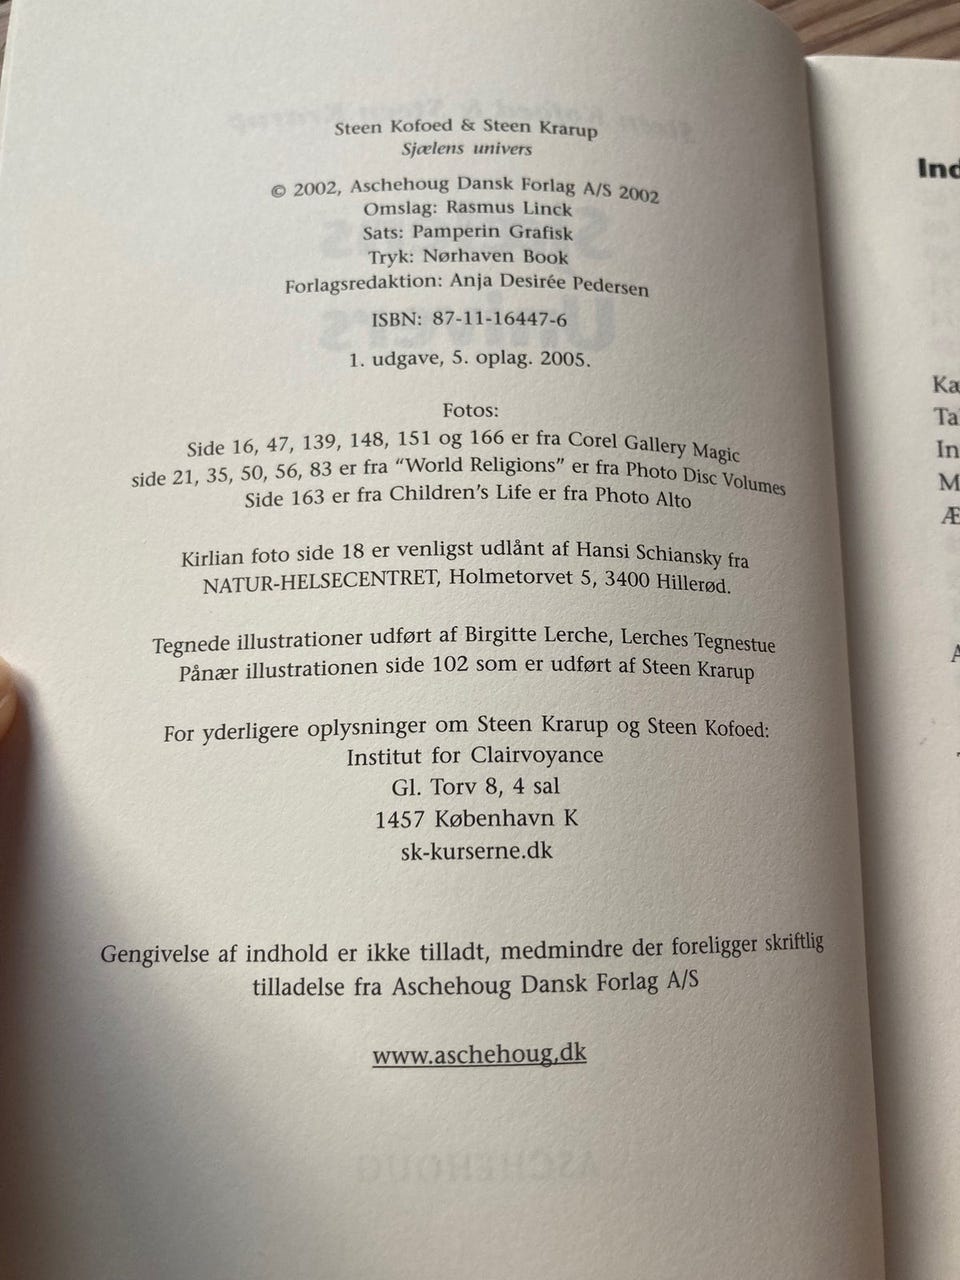 Steen Kofoed & Steen Krarup
Sjælens univers
© 2002, Aschehoug Dansk Forlag A/S 2002
Omslag: Rasmus Linck
Sats: Pamperin Grafisk
Tryk: Nørhaven Book
Forlagsredaktion: Anja Desirée Pedersen
ISBN: 87-11-16447-6
1. udgave, 5. oplag. 2005.
Fotos:
Side 16, 47, 139, 148, 151 og 166 er fra Corel Gallery Magic
side 21, 35, 50, 56, 83 er fra “World Religions” er fra Photo Disc Volumes
Side 163 er fra Children’s Life er fra Photo Alto
Kirlian foto side 18 er venligst udlånt af Hansi Schiansky fra
NATUR-HELSECENTRET, Holmetorvet 5, 3400 Hillerød.
Tegnede illustrationer udført af Birgitte Lerche, Lerches Tegnestue
Pånær illustrationen side 102 som er udført af Steen Krarup
For yderligere oplysninger om Steen Krarup og Steen Kofoed:
Institut for Clairvoyance
Gl. Torv 8, 4 sal
1457 København K
sk-kurserne.dk
Gengivelse af indhold er ikke tilladt, medmindre der foreligger skriftlig
tilladelse fra Aschehoug Dansk Forlag A/S
www.aschehoug.dk
Ind
Kæ
Ta
In
M
Æ
A